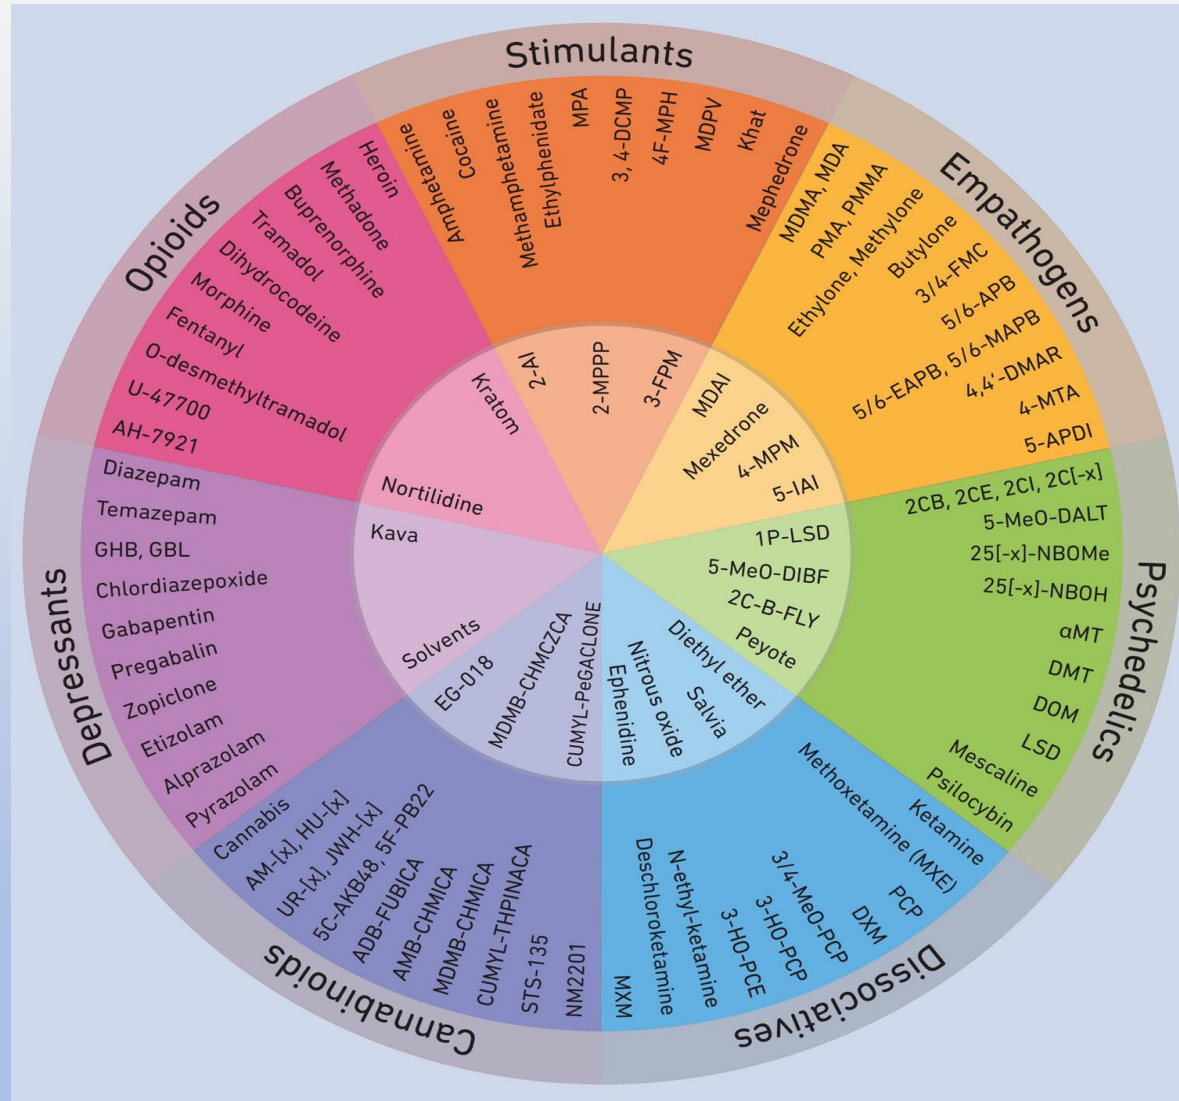 Stimulants
Amphetamine
Cocaine
Methamphetamine
Ethylphenidate
MPA
3, 4-DCMP
4F-MPH
MDPV
Khat
Mephedrone
2-AI
2-MPPP
3-FPM
Empathogens
MDMA, MDA
PMA, PMMA
Ethylone, Methylone
Butylone
3/4-FMC
5/6-APB
5/6-EAPB, 5/6-MAPB
4,4'-DMAR
4-MTA
5-APDI
MDAI
Mexedrone
4-MPM
5-IAI
Psychedelics
2CB, 2CE, 2CI, 2C[-x]
5-MeO-DALT
25[-x]-NBOMe
25[-x]-NBOH
αMT
DMT
DOM
LSD
Mescaline
Psilocybin
1P-LSD
5-MeO-DIBF
2C-B-FLY
Peyote
Dissociatives
Ketamine
Methoxetamine (MXE)
PCP
DXM
3/4-MeO-PCP
3-HO-PCP
3-HO-PCE
N-ethyl-ketamine
Deschloroketamine
MXM
Diethyl ether
Salvia
Nitrous oxide
Ephenidine
Cannabinoids
Cannabis
AM-[x], HU-[x]
UR-[x], JWH-[x]
5C-AKB48, 5F-PB22
ADB-FUBICA
AMB-CHMICA
MDMB-CHMICA
CUMYL-THPINACA
STS-135
NM2201
EG-018
MDMB-CHMCZCA
CUMYL-PeGACLONE
Depressants
Diazepam
Temazepam
GHB, GBL
Chlordiazepoxide
Gabapentin
Pregabalin
Zopiclone
Etizolam
Alprazolam
Pyrazolam
Kava
Solvents
Opioids
Heroin
Methadone
Buprenorphine
Tramadol
Dihydrocodeine
Morphine
Fentanyl
O-desmethyltramadol
U-47700
AH-7921
Kratom
Nortilidine